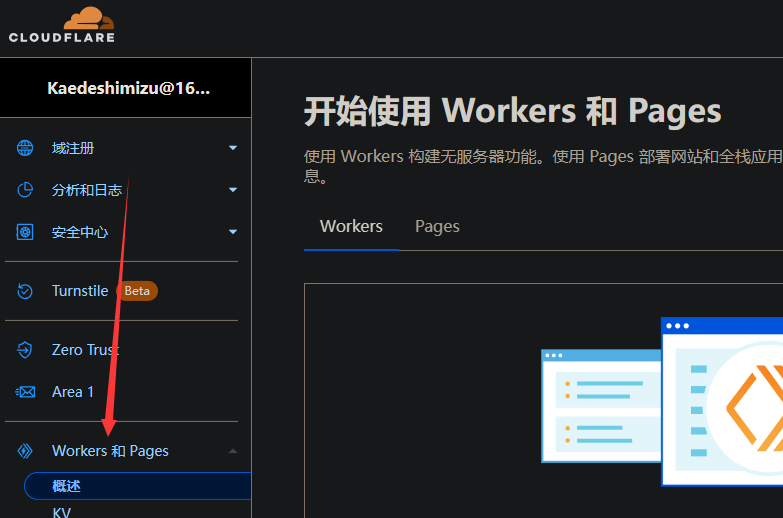 CLOUDFLARE
Kaedeshimizu@16...
域注册
分析和日志
安全中心
Turnstile Beta
Zero Trust
Area 1
Workers 和 Pages
概述
KV
开始使用 Workers 和 Pages
使用 Workers 构建无服务器功能。使用 Pages 部署网站和全栈应用
息。
Workers Pages